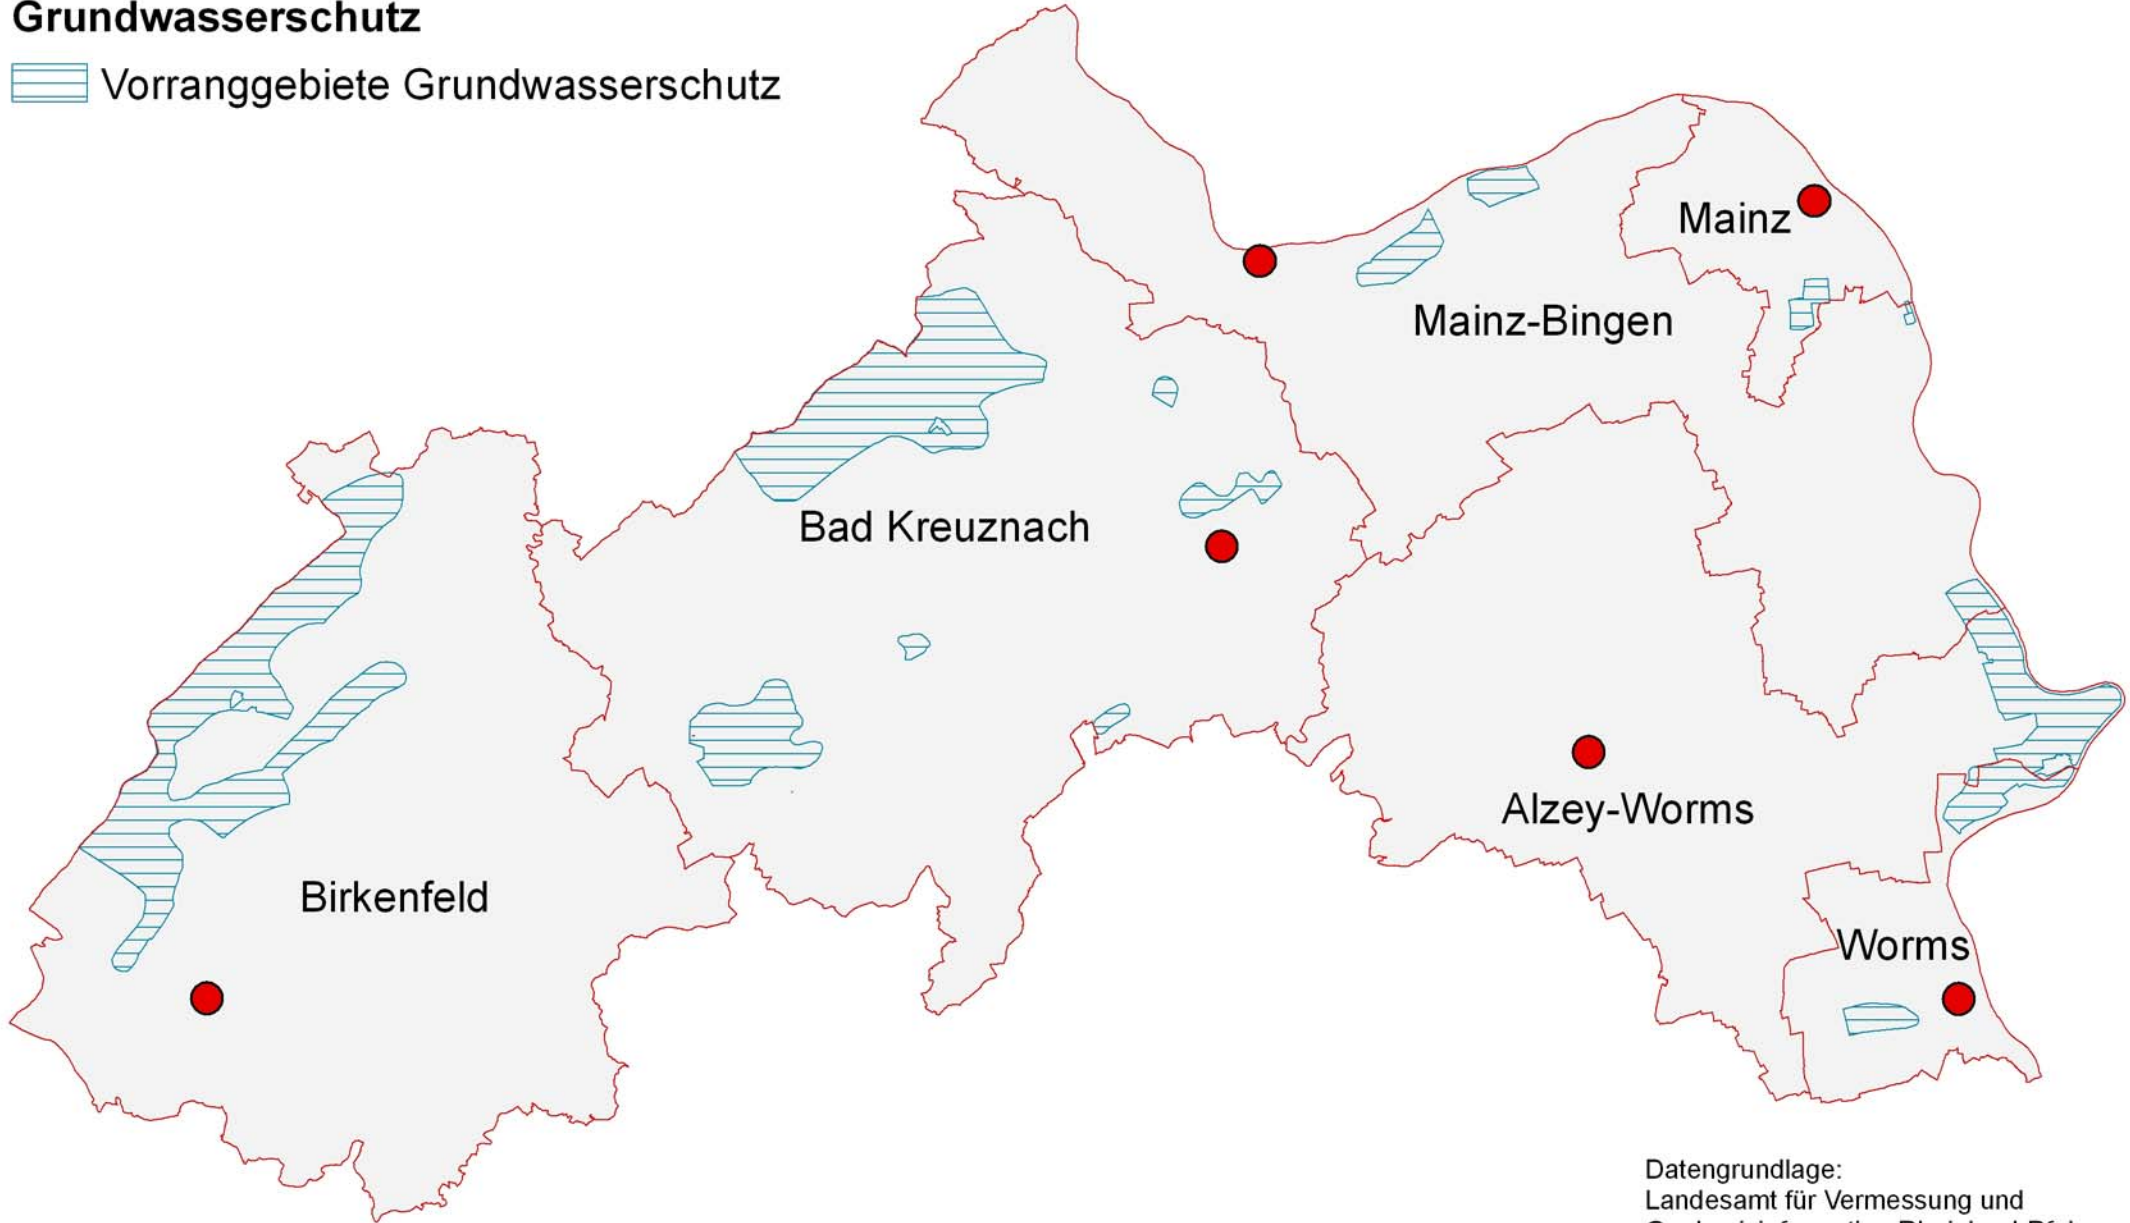 Grundwasserschutz
Vorranggebiete Grundwasserschutz
Mainz
Mainz-Bingen
Bad Kreuznach
Alzey-Worms
Birkenfeld
Worms
Datengrundlage:
Landesamt für Vermessung und